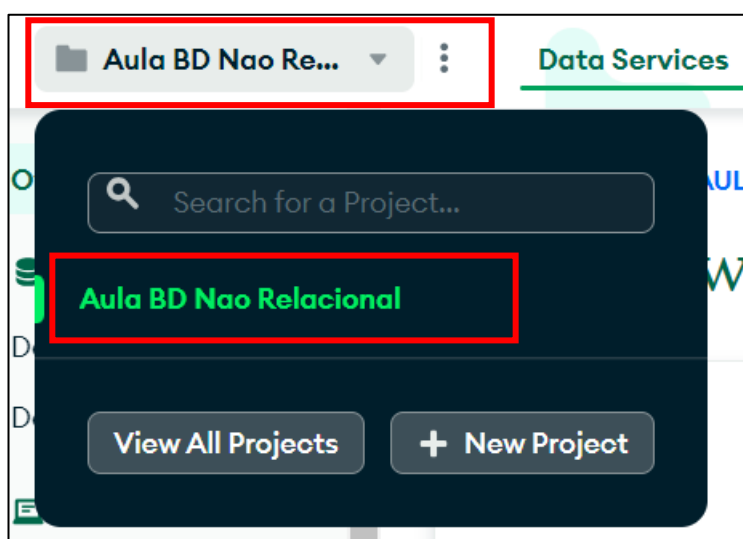 Aula BD Nao Re...
Data Services
Search for a Project...
Aula BD Nao Relacional
View All Projects
+ New Project